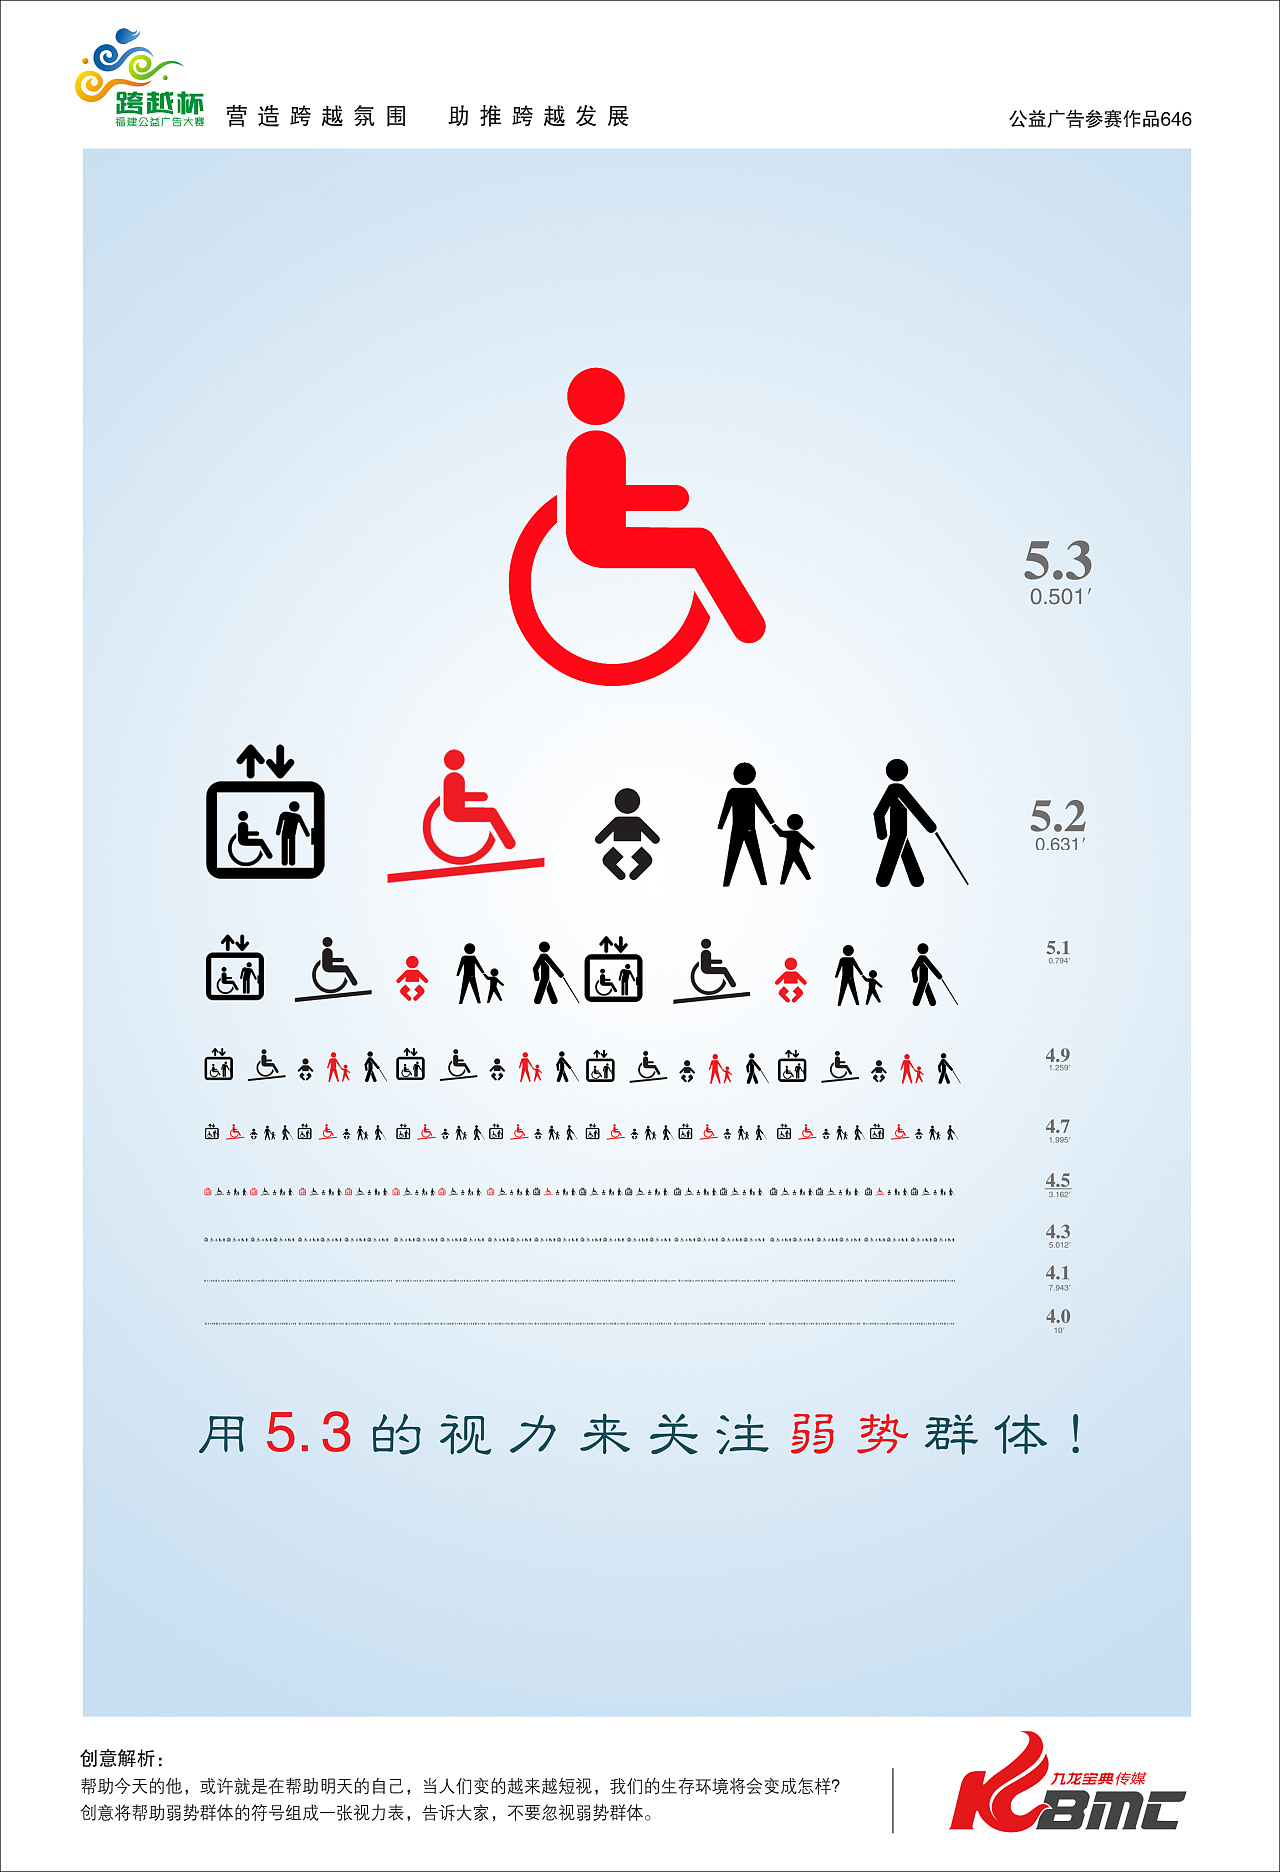 跨越杯
福建公益广告大赛
营造跨越氛围 助推跨越发展
公益广告参赛作品646
5.3
0.501′
5.2
0.631′
5.1
0.794′
4.9
1.259′
4.7
1.995′
4.5
3.162′
4.3
5.012′
4.1
7.943′
4.0
10′
用5.3的视力来关注弱势群体！
创意解析：
帮助今天的他，或许就是在帮助明天的自己，当人们变的越来越短视，我们的生存环境将会变成怎样？
创意将帮助弱势群体的符号组成一张视力表，告诉大家，不要忽视弱势群体。
九龙宝典传媒
KBMC